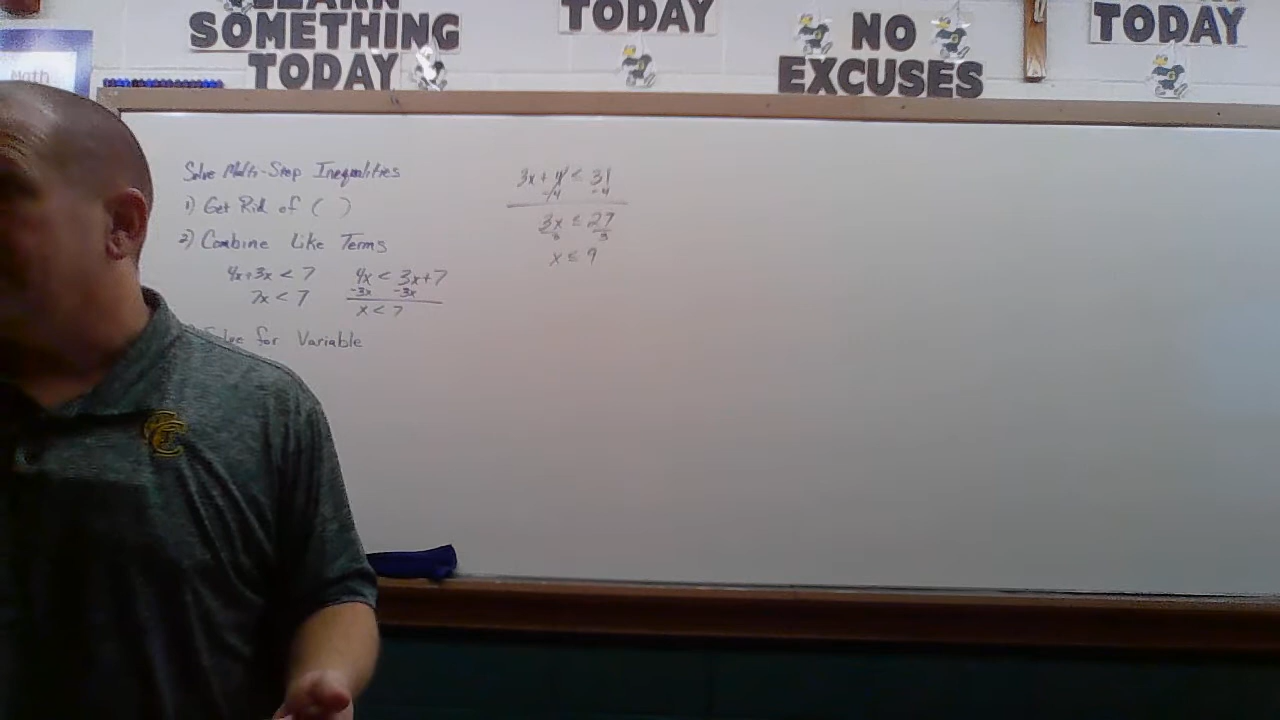 LEARN
SOMETHING
TODAY
TODAY
NO
EXCUSES
TODAY
Math
Solve Multi-Step Inequalities
1) Get Rid of ( )
2) Combine Like Terms
4x+3x < 7
7x < 7
4x < 3x+7
-3x -3x
x < 7
for Variable
3x + 4 ≤ 31
-4 -4
3x ≤ 27
3 3
x ≤ 9